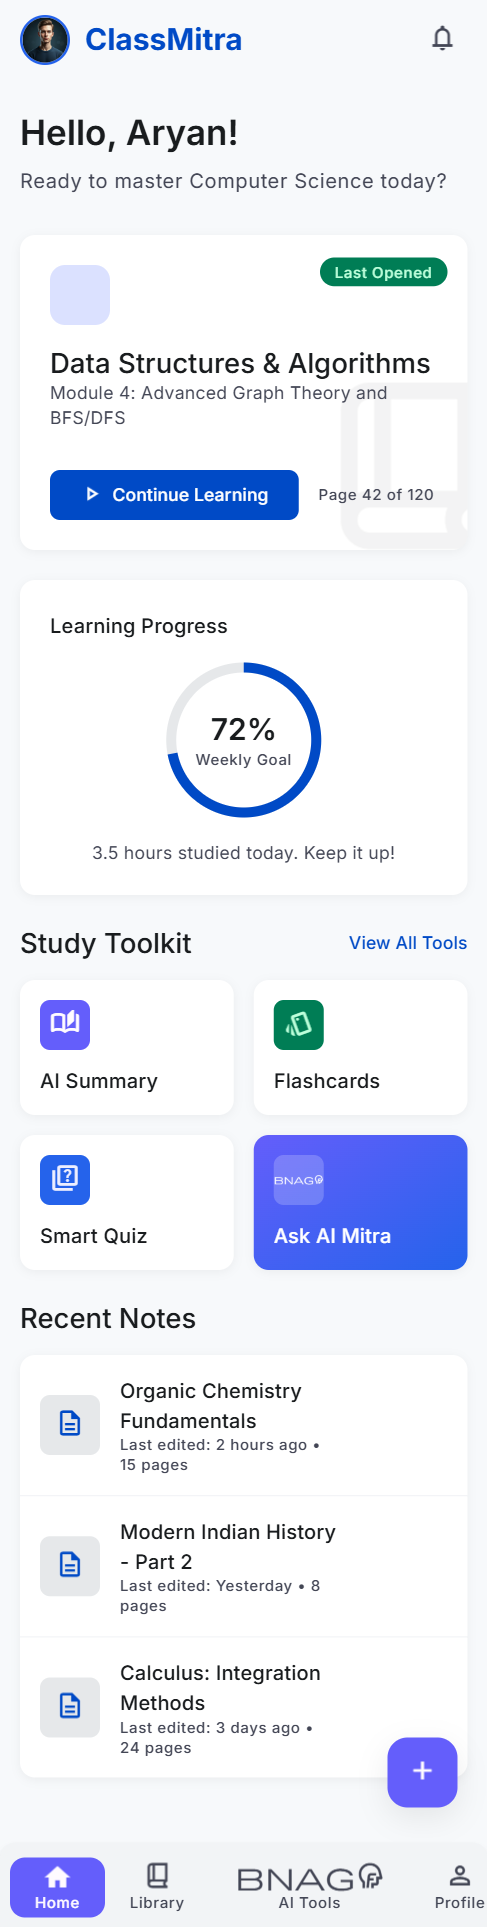 ClassMitra
Hello, Aryan!
Ready to master Computer Science today?
Last Opened
Data Structures & Algorithms
Module 4: Advanced Graph Theory and
BFS/DFS
Continue Learning
Page 42 of 120
Learning Progress
72%
Weekly Goal
3.5 hours studied today. Keep it up!
Study Toolkit
View All Tools
AI Summary
Flashcards
Smart Quiz
BNAG
Ask AI Mitra
Recent Notes
Organic Chemistry
Fundamentals
Last edited: 2 hours ago •
15 pages
Modern Indian History
- Part 2
Last edited: Yesterday • 8
pages
Calculus: Integration
Methods
Last edited: 3 days ago •
24 pages
Home
Library
BNAG
AI Tools
Profile